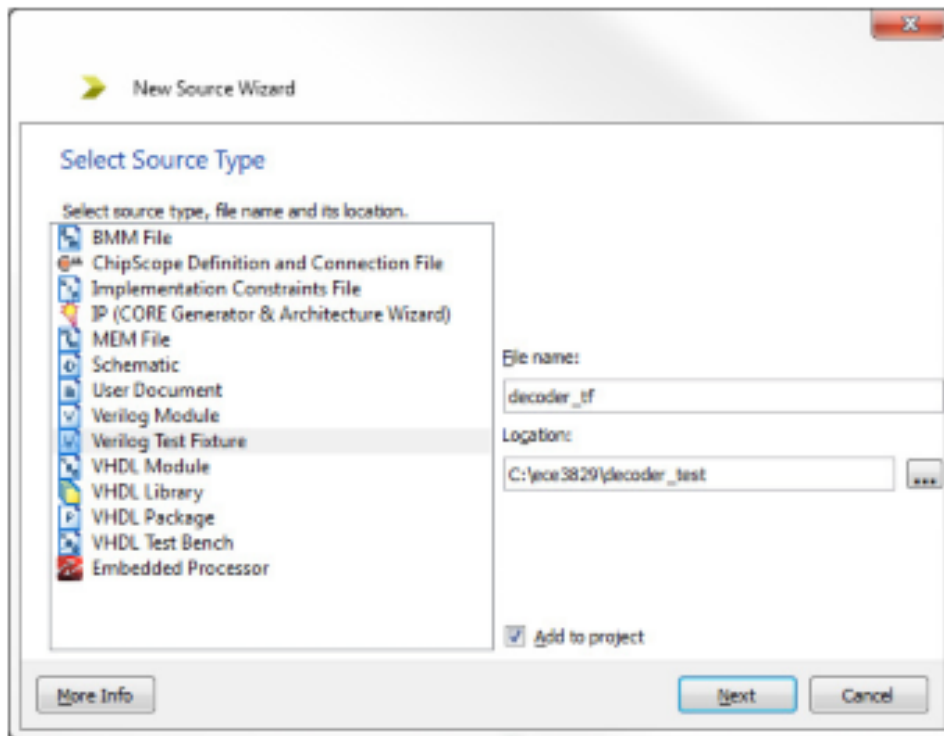 New Source Wizard
Select Source Type
Select source type, file name and its location.
BMM File
ChipScope Definition and Connection File
Implementation Constraints File
IP (CORE Generator & Architecture Wizard)
MEM File
Schematic
User Document
Verilog Module
Verilog Test Fixture
VHDL Module
VHDL Library
VHDL Package
VHDL Test Bench
Embedded Processor
File name:
decoder_tf
Location:
C:\ece3829\decoder_test
...
Add to project
More Info
Next
Cancel